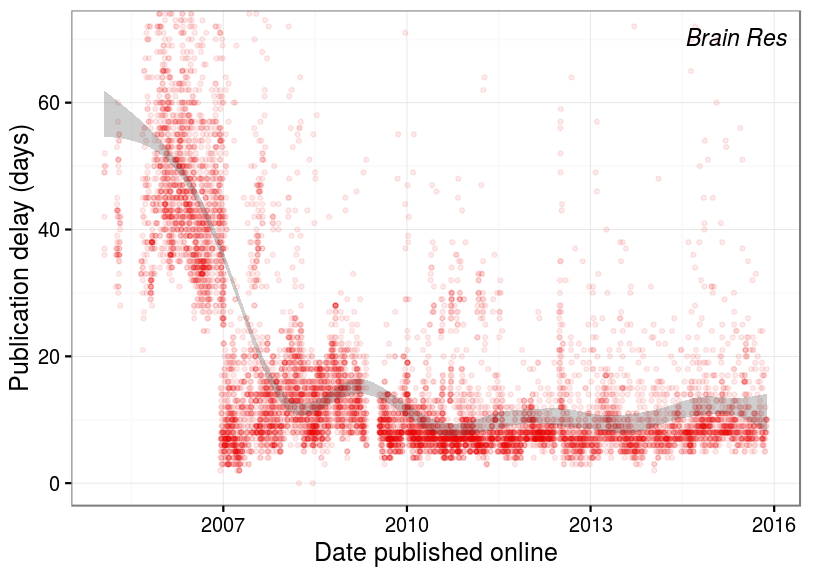 Brain Res
Publication delay (days)
60
40
20
0
2007 2010 2013 2016
Date published online